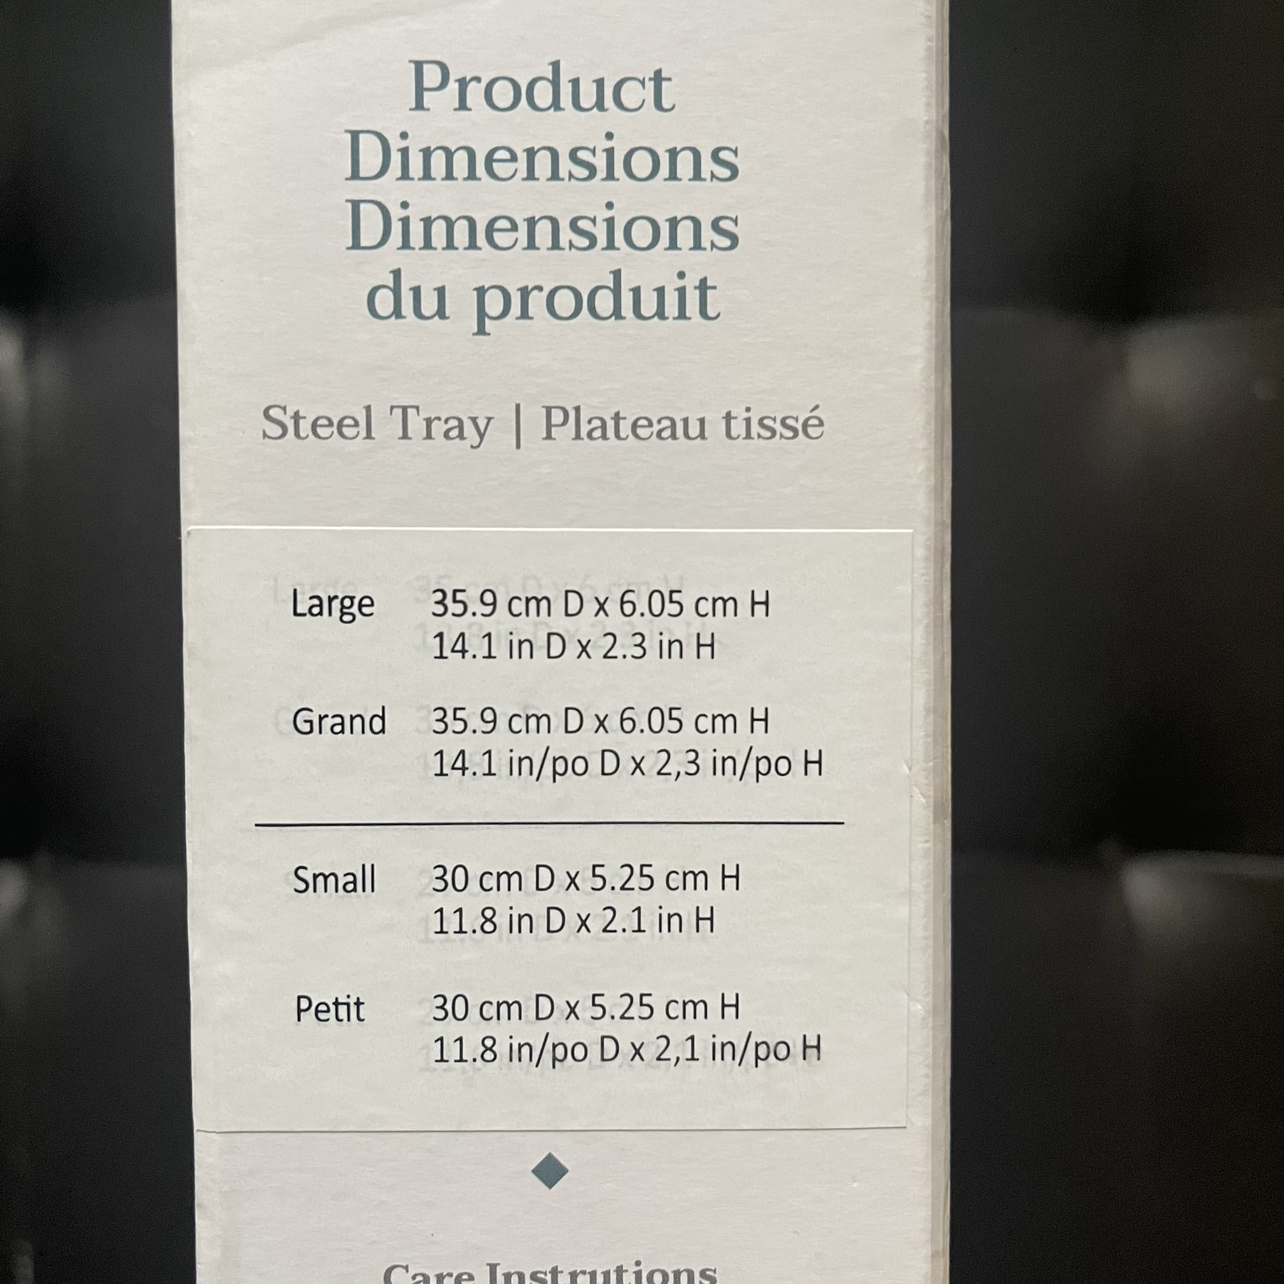 Product
Dimensions
Dimensions
du produit
Steel Tray | Plateau tissé
Large 35.9 cm D x 6.05 cm H
14.1 in D x 2.3 in H
Grand 35.9 cm D x 6.05 cm H
14.1 in/po D x 2,3 in/po H
Small 30 cm D x 5.25 cm H
11.8 in D x 2.1 in H
Petit 30 cm D x 5.25 cm H
11.8 in/po D x 2,1 in/po H
Care Instrutions